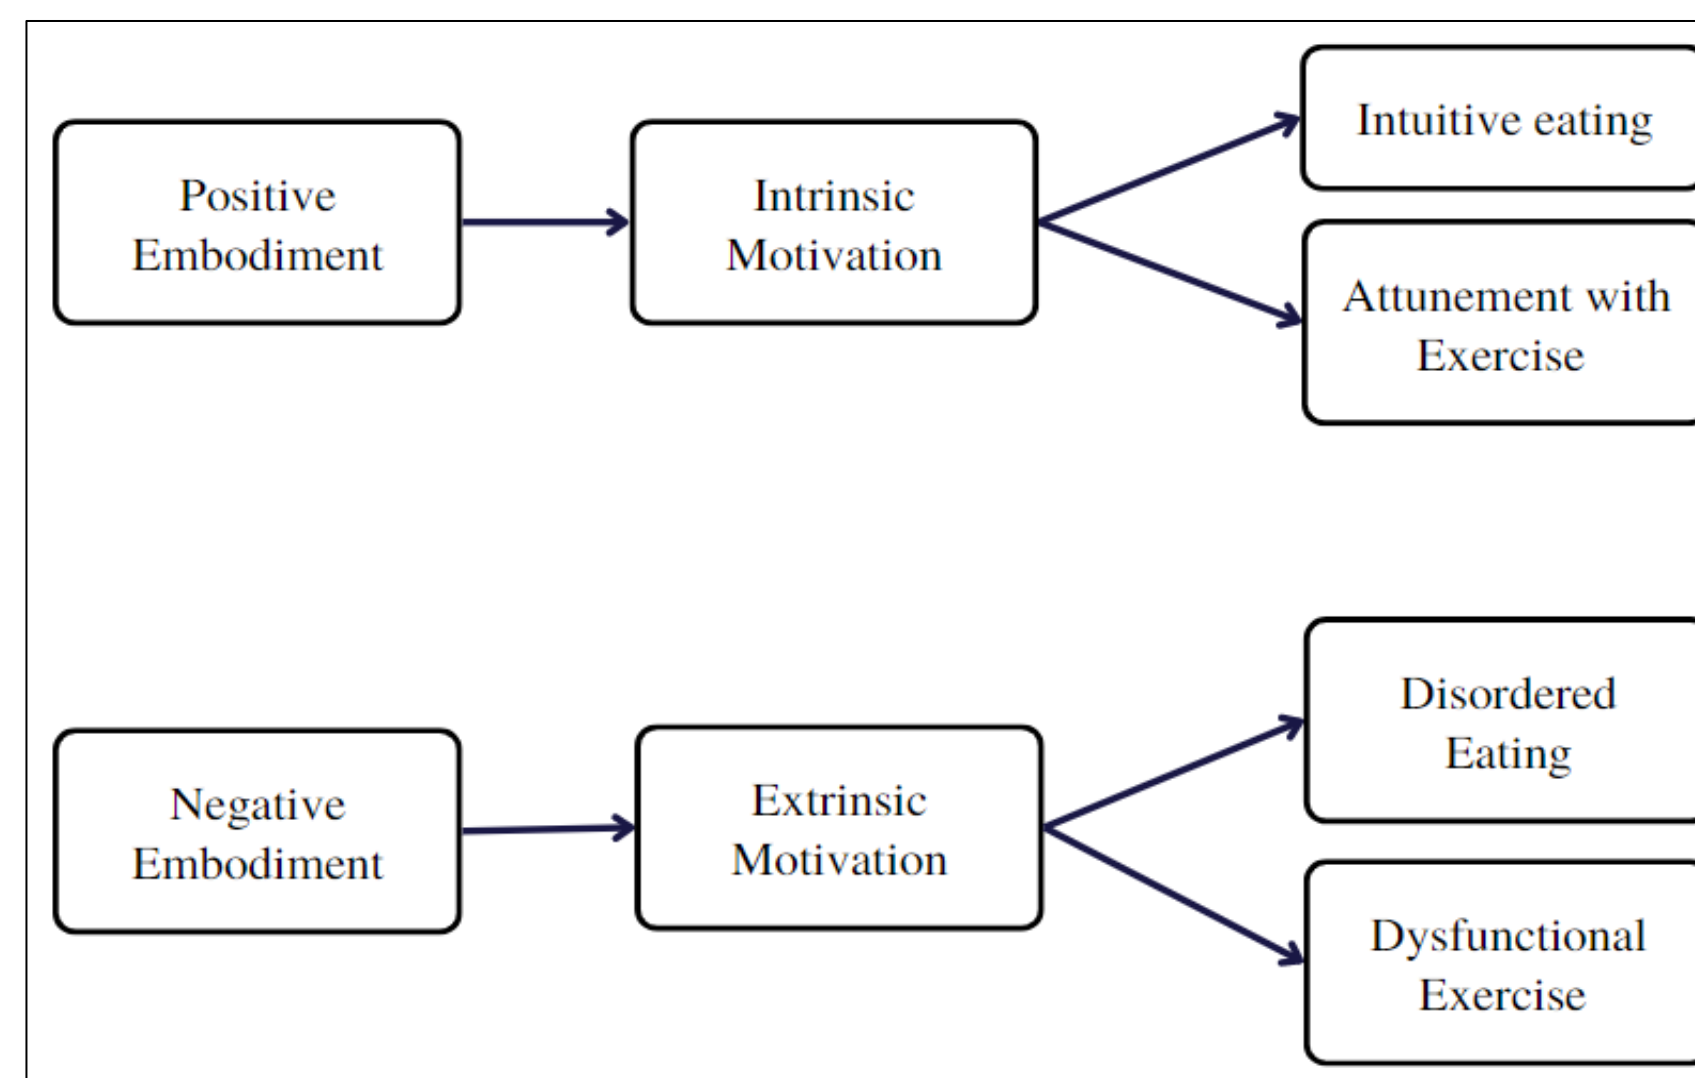 Positive
Embodiment
Intrinsic
Motivation
Intuitive eating
Attunement with
Exercise
Negative
Embodiment
Extrinsic
Motivation
Disordered
Eating
Dysfunctional
Exercise